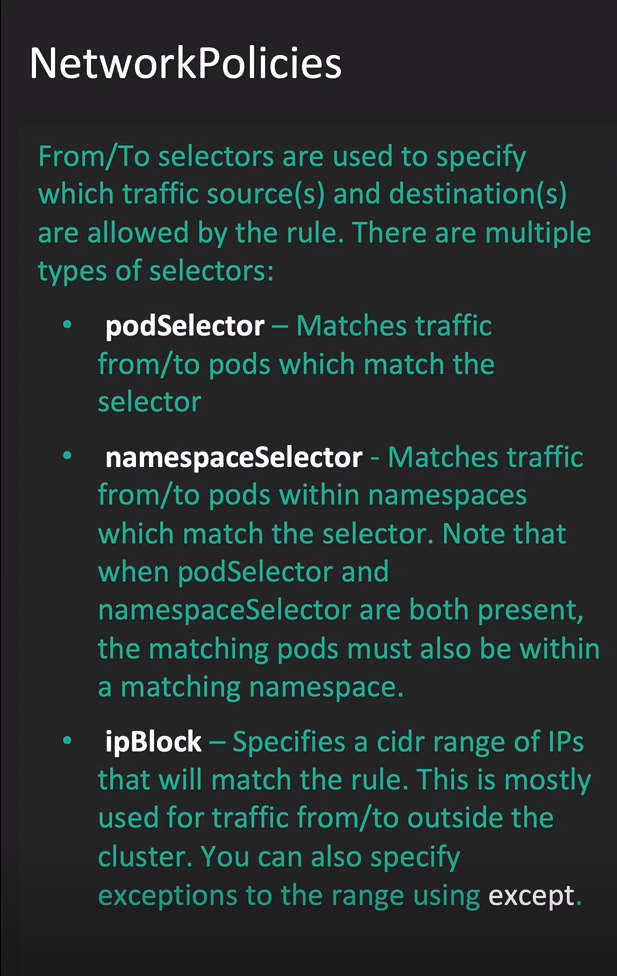 NetworkPolicies
From/To selectors are used to specify
which traffic source(s) and destination(s)
are allowed by the rule. There are multiple
types of selectors:
• podSelector – Matches traffic
from/to pods which match the
selector
• namespaceSelector - Matches traffic
from/to pods within namespaces
which match the selector. Note that
when podSelector and
namespaceSelector are both present,
the matching pods must also be within
a matching namespace.
• ipBlock – Specifies a cidr range of IPs
that will match the rule. This is mostly
used for traffic from/to outside the
cluster. You can also specify
exceptions to the range using except.